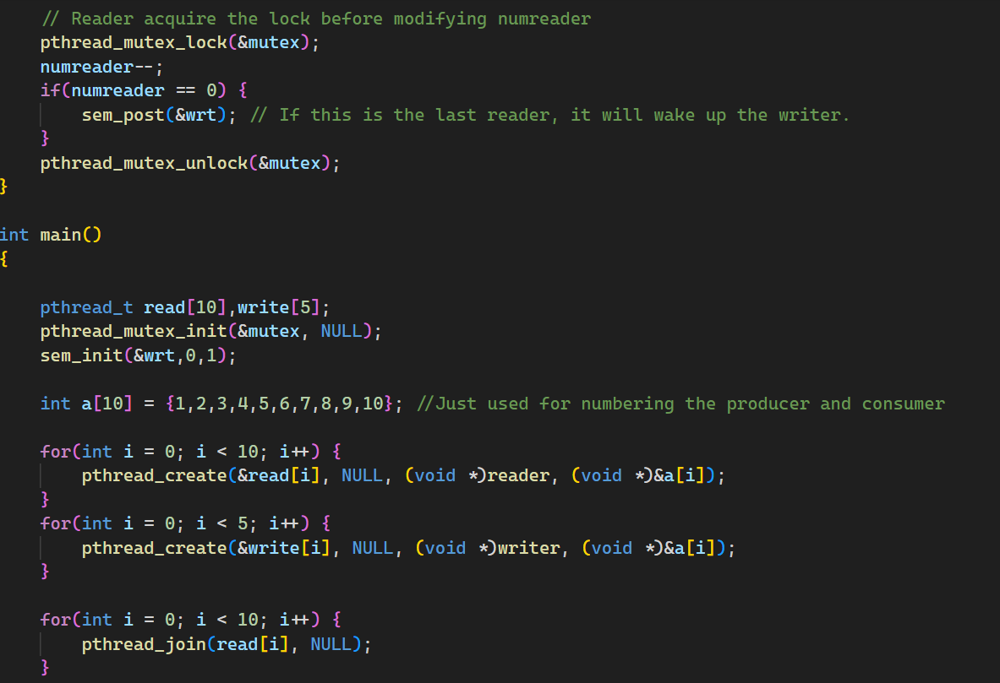 // Reader acquire the lock before modifying numreader
pthread_mutex_lock(&mutex);
numreader--;
if(numreader == 0) {
sem_post(&wrt); // If this is the last reader, it will wake up the writer.
}
pthread_mutex_unlock(&mutex);
}
int main()
{
pthread_t read[10],write[5];
pthread_mutex_init(&mutex, NULL);
sem_init(&wrt,0,1);
int a[10] = {1,2,3,4,5,6,7,8,9,10}; //Just used for numbering the producer and consumer
for(int i = 0; i < 10; i++) {
pthread_create(&read[i], NULL, (void *)reader, (void *)&a[i]);
}
for(int i = 0; i < 5; i++) {
pthread_create(&write[i], NULL, (void *)writer, (void *)&a[i]);
}
for(int i = 0; i < 10; i++) {
pthread_join(read[i], NULL);
}